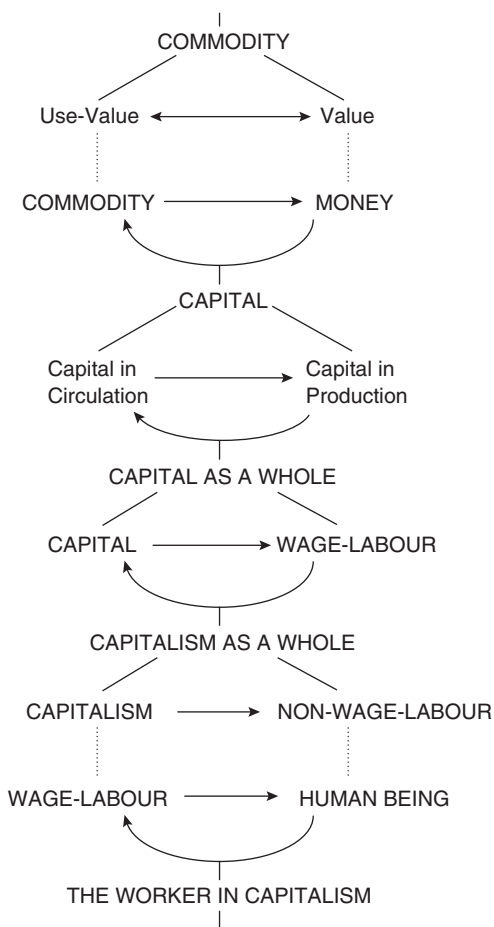 COMMODITY
Use-Value Value
COMMODITY MONEY
CAPITAL
Capital in Capital in
Circulation Production
CAPITAL AS A WHOLE
CAPITAL WAGE-LABOUR
CAPITALISM AS A WHOLE
CAPITALISM NON-WAGE-LABOUR
WAGE-LABOUR HUMAN BEING
THE WORKER IN CAPITALISM